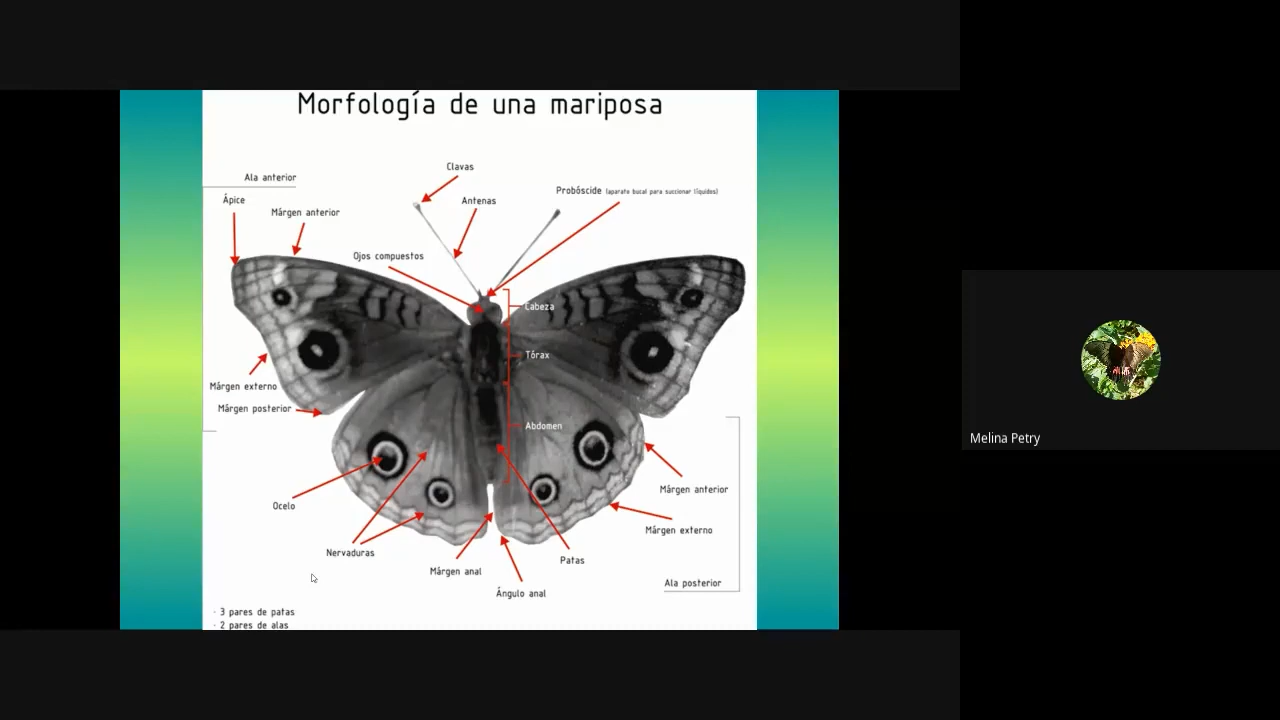 Morfología de una mariposa
Clavas
Ala anterior
Probóscide (aparato bucal para succionar líquidos)
Ápice
Antenas
Márgen anterior
Ojos compuestos
Cabeza
Tórax
Márgen externo
Márgen posterior
Abdomen
Márgen anterior
Ocelo
Márgen externo
Nervaduras
Patas
Márgen anal
Ala posterior
Ángulo anal
· 3 pares de patas
· 2 pares de alas
Melina Petry